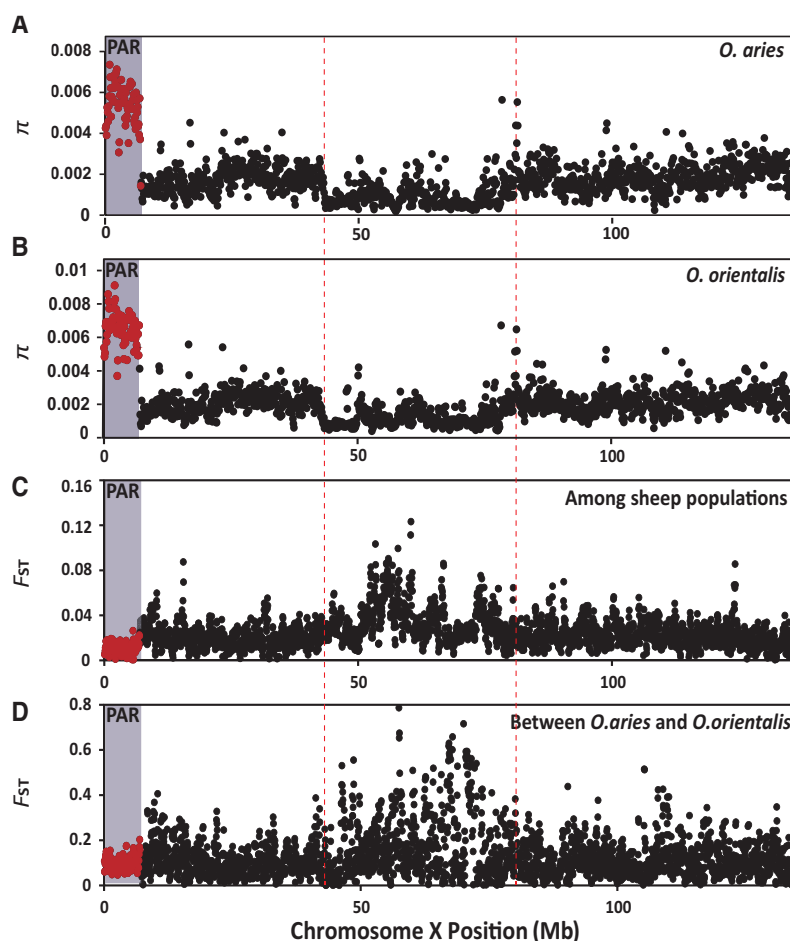 A
PAR
O. aries
0.008
0.006
0.004
0.002
0
π
0
50
100
B
PAR
O. orientalis
0.01
0.008
0.006
0.004
0.002
0
π
0
50
100
C
PAR
Among sheep populations
0.16
0.12
0.08
0.04
0
FST
0
50
100
D
PAR
Between O.aries and O.orientalis
0.8
0.6
0.4
0.2
0
FST
0
50
100
Chromosome X Position (Mb)